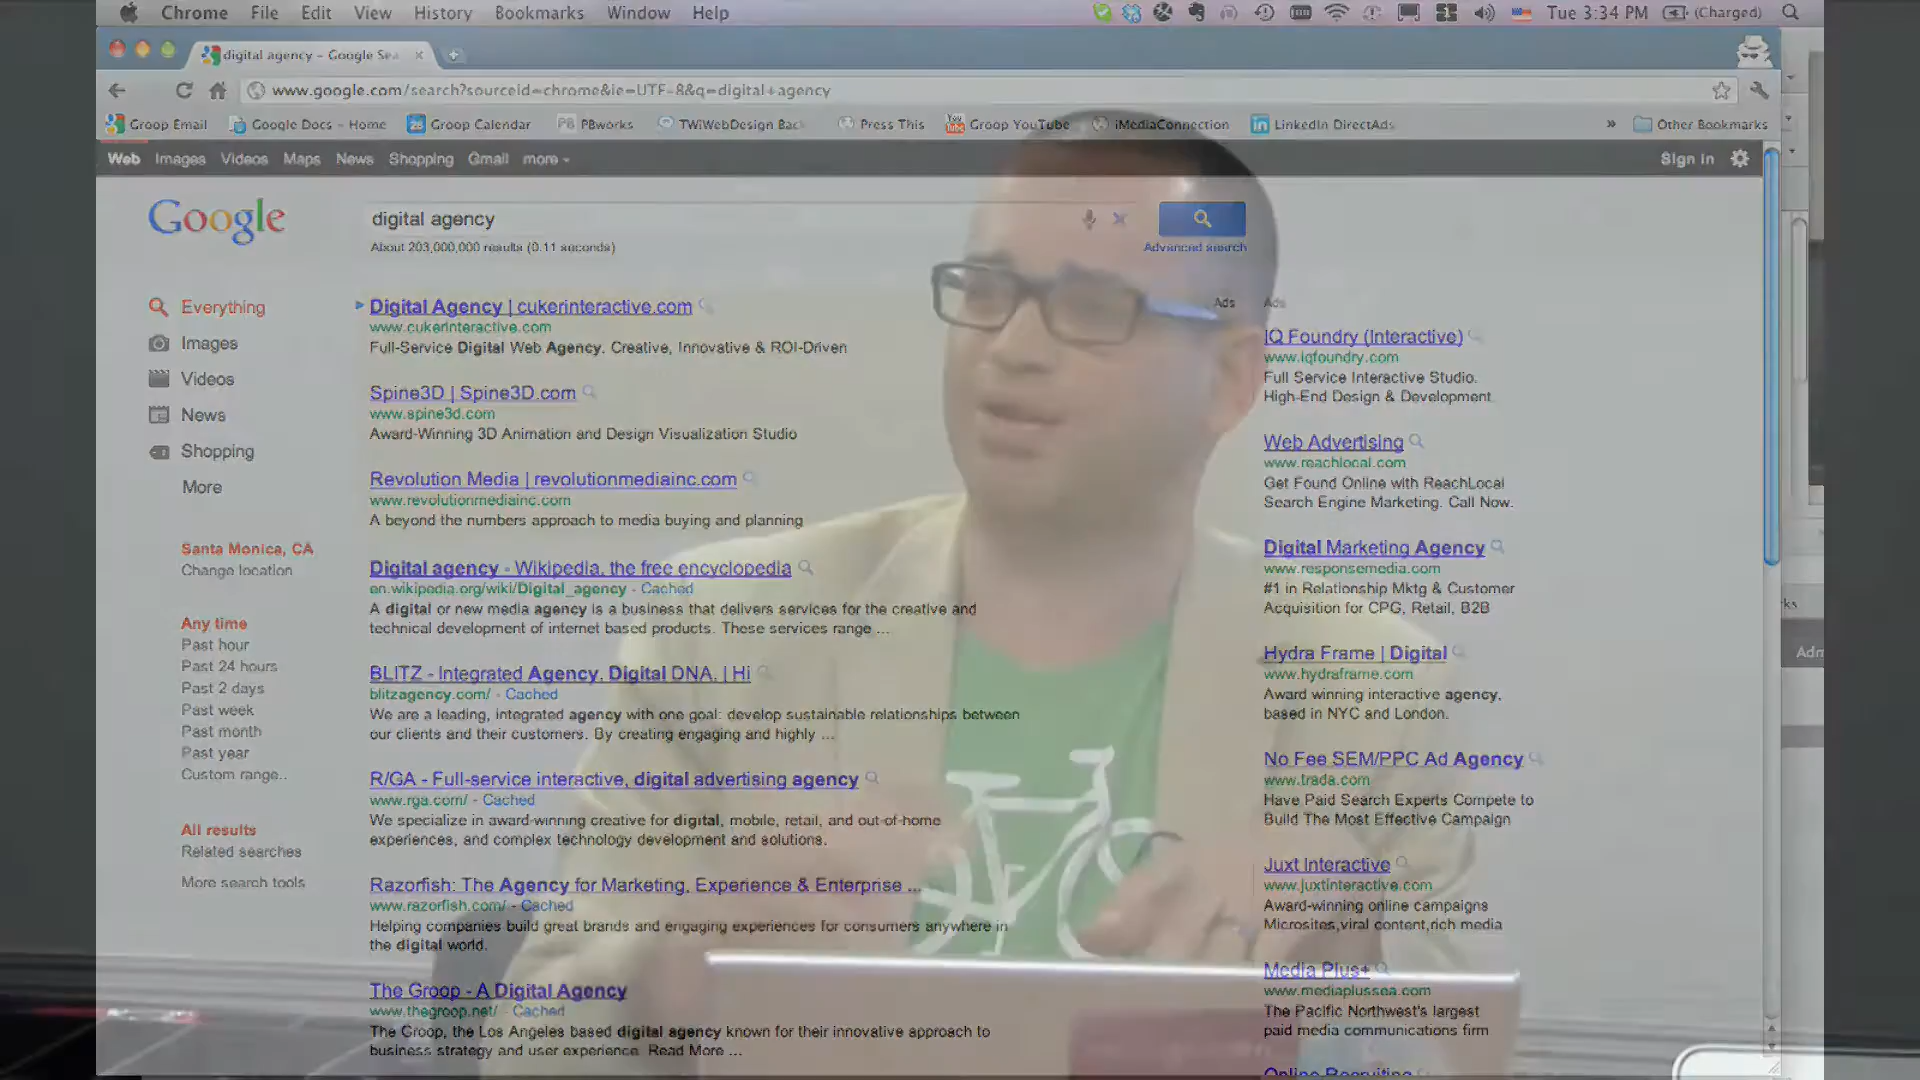 Chrome File Edit View History Bookmarks Window Help Tue 3:34 PM (Charged)
digital agency – Google Sea
www.google.com/search?sourceid=chrome&ie=UTF-8&q=digital+agency
Groop Email Google Docs - Home 28 Groop Calendar PB PBworks TWiWebDesign Bac Press This You Tube Groop YouTube iMediaConnection in LinkedIn DirectAds » Other Bookmarks
Web Images Videos Maps News Shopping Gmail more Sign in
Google
digital agency
About 203,000,000 results (0.11 seconds)
Advanced search
Everything
Images
Videos
News
Shopping
More
Santa Monica, CA
Change location
Any time
Past hour
Past 24 hours
Past 2 days
Past week
Past month
Past year
Custom range..
All results
Related searches
More search tools
Digital Agency | cukerinteractive.com
Ads
www.cukerinteractive.com
Full-Service Digital Web Agency. Creative, Innovative & ROI-Driven
Spine3D | Spine3D.com
www.spine3d.com
Award-Winning 3D Animation and Design Visualization Studio
Revolution Media | revolutionmediainc.com
www.revolutionmediainc.com
A beyond the numbers approach to media buying and planning
Digital agency - Wikipedia, the free encyclopedia
en.wikipedia.org/wiki/Digital_agency - Cached
A digital or new media agency is a business that delivers services for the creative and
technical development of internet based products. These services range ...
BLITZ - Integrated Agency, Digital DNA. | Hi
blitzagency.com/ - Cached
We are a leading, integrated agency with one goal: develop sustainable relationships between
our clients and their customers. By creating engaging and highly ...
R/GA - Full-service interactive, digital advertising agency
www.rga.com/ - Cached
We specialize in award-winning creative for digital, mobile, retail, and out-of-home
experiences, and complex technology development and solutions.
Razorfish: The Agency for Marketing, Experience & Enterprise ...
www.razorfish.com/ - Cached
Helping companies build great brands and engaging experiences for consumers anywhere in
the digital world.
The Groop - A Digital Agency
www.thegroop.net/ - Cached
The Groop, the Los Angeles based digital agency known for their innovative approach to
business strategy and user experience. Read More ...
Ads
IQ Foundry (Interactive)
www.iqfoundry.com
Full Service Interactive Studio.
High-End Design & Development.
Web Advertising
www.reachlocal.com
Get Found Online with ReachLocal
Search Engine Marketing. Call Now.
Digital Marketing Agency
www.responsemedia.com
#1 in Relationship Mktg & Customer
Acquisition for CPG, Retail, B2B
Hydra Frame | Digital
www.hydraframe.com
Award winning interactive agency,
based in NYC and London.
No Fee SEM/PPC Ad Agency
www.trada.com
Have Paid Search Experts Compete to
Build The Most Effective Campaign
Juxt Interactive
www.juxtinteractive.com
Award-winning online campaigns
Microsites,viral content,rich media
Media Plus+
www.mediaplussea.com
The Pacific Northwest's largest
paid media communications firm
Online Recruiting
ks
Adm